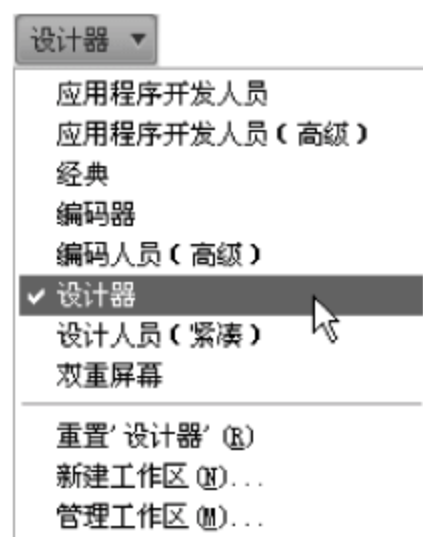 设计器
应用程序开发人员
应用程序开发人员(高级)
经典
编码器
编码人员(高级)
设计器
设计人员(紧凑)
双重屏幕
重置'设计器'(R)
新建工作区(N)...
管理工作区(M)...